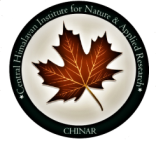 Central Himalayan Institute for Nature & Applied Research
CHINAR